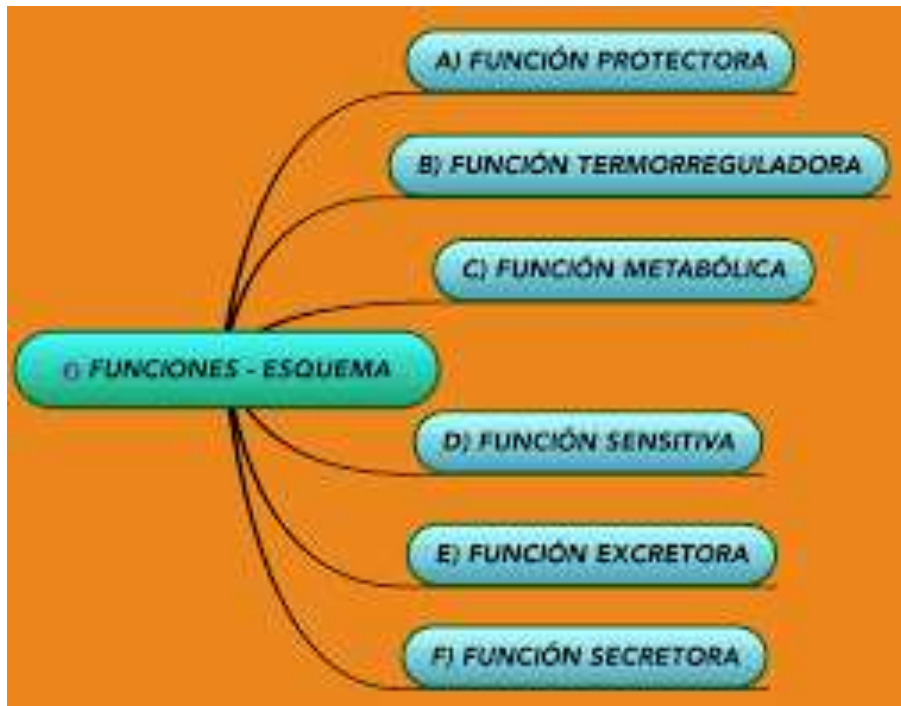 A) FUNCIÓN PROTECTORA
B) FUNCIÓN TERMORREGULADORA
C) FUNCIÓN METABÓLICA
FUNCIONES - ESQUEMA
D) FUNCIÓN SENSITIVA
E) FUNCIÓN EXCRETORA
F) FUNCIÓN SECRETORA